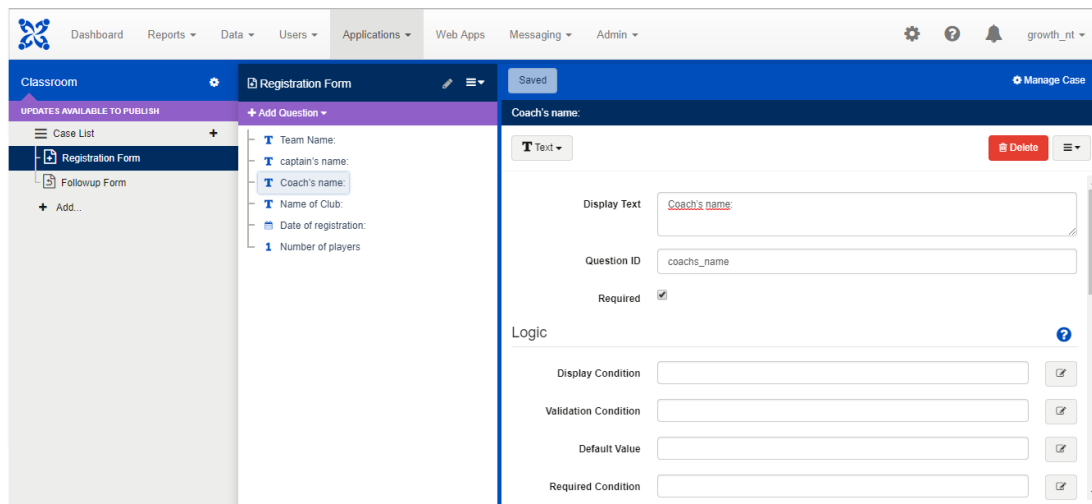 Dashboard Reports Data Users Applications Web Apps Messaging Admin growth_nt
Classroom
UPDATES AVAILABLE TO PUBLISH
Case List
Registration Form
Followup Form
Add...
Registration Form
Add Question
Team Name:
captain's name:
Coach's name:
Name of Club:
Date of registration:
1 Number of players
Saved
Manage Case
Coach's name:
T Text
Delete
Display Text Coach's name:
Question ID coachs_name
Required
Logic
Display Condition
Validation Condition
Default Value
Required Condition